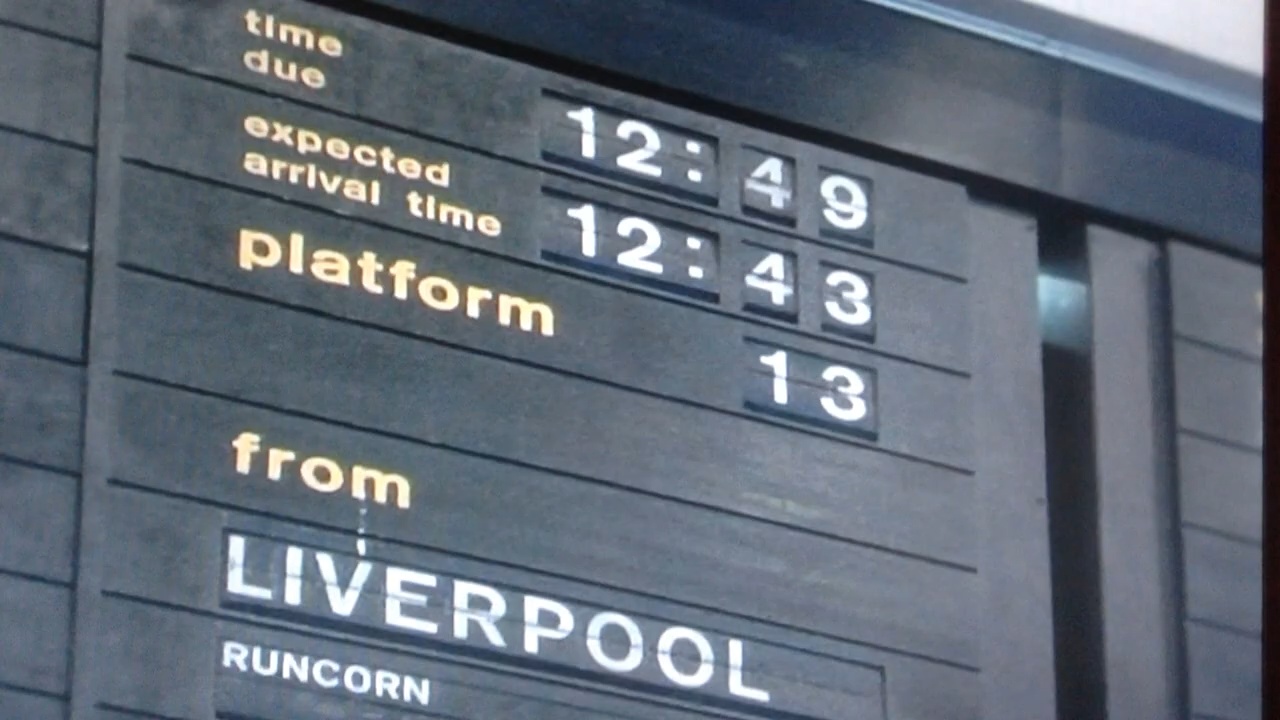 time
due 12:49
expected
arrival time 12:43
platform 13
from
LIVERPOOL
RUNCORN